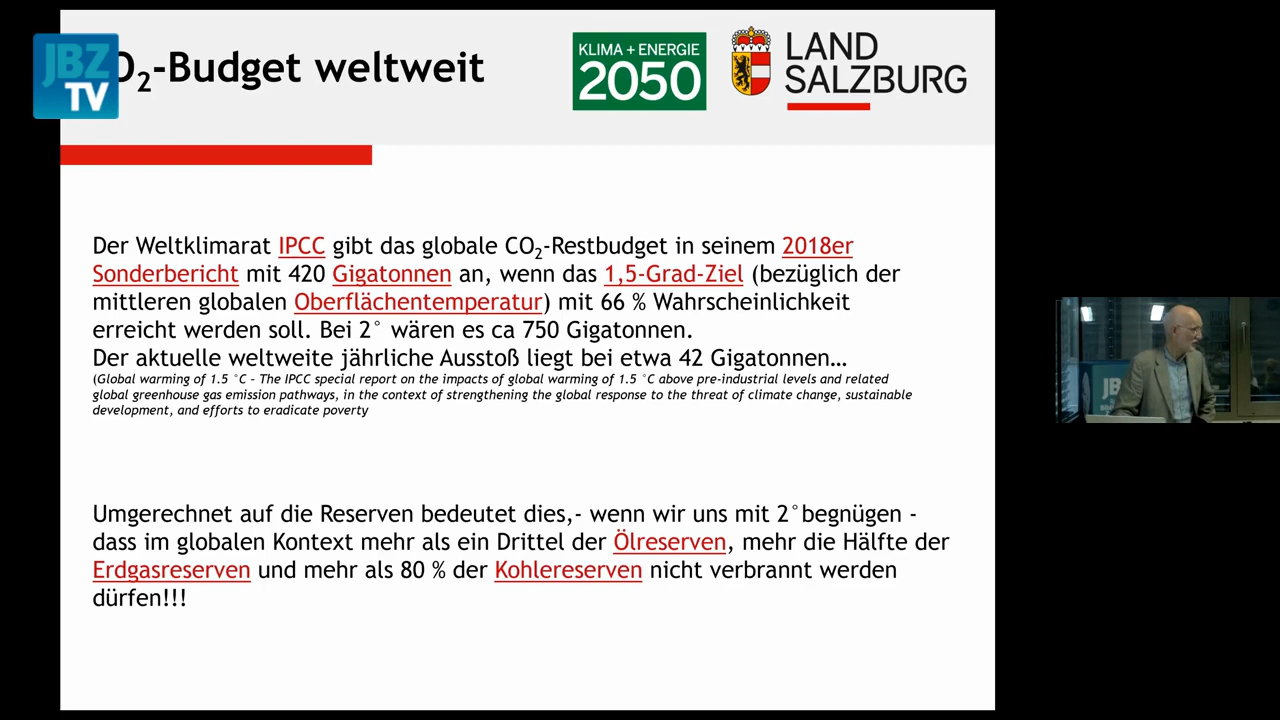 JBZ
TV
O₂-Budget weltweit
KLIMA + ENERGIE
2050
LAND
SALZBURG
Der Weltklimarat IPCC gibt das globale CO₂-Restbudget in seinem 2018er
Sonderbericht mit 420 Gigatonnen an, wenn das 1,5-Grad-Ziel (bezüglich der
mittleren globalen Oberflächentemperatur) mit 66 % Wahrscheinlichkeit
erreicht werden soll. Bei 2° wären es ca 750 Gigatonnen.
Der aktuelle weltweite jährliche Ausstoß liegt bei etwa 42 Gigatonnen…
(Global warming of 1.5 °C – The IPCC special report on the impacts of global warming of 1.5 °C above pre-industrial levels and related
global greenhouse gas emission pathways, in the context of strengthening the global response to the threat of climate change, sustainable
development, and efforts to eradicate poverty
Umgerechnet auf die Reserven bedeutet dies,- wenn wir uns mit 2°begnügen -
dass im globalen Kontext mehr als ein Drittel der Ölreserven, mehr die Hälfte der
Erdgasreserven und mehr als 80 % der Kohlereserven nicht verbrannt werden
dürfen!!!
JBZ